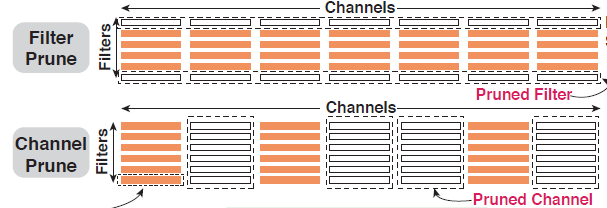 Channels
Filter
Prune
Filters
Pruned Filter
Channels
Channel
Prune
Filters
Pruned Channel